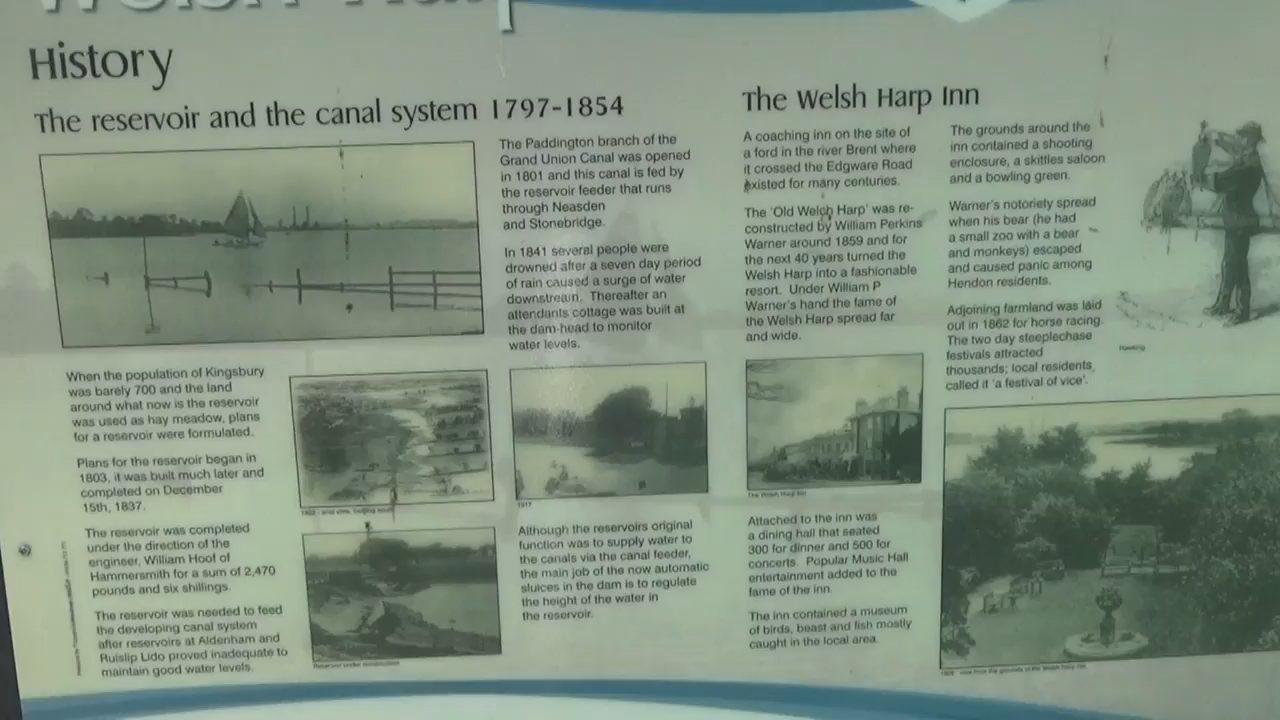 Welsh Harp
History
The reservoir and the canal system 1797-1854
When the population of Kingsbury
was barely 700 and the land
around what now is the reservoir
was used as hay meadow, plans
for a reservoir were formulated.
Plans for the reservoir began in
1803, it was built much later and
completed on December
15th, 1837.
The reservoir was completed
under the direction of the
engineer, William Hoof of
Hammersmith for a sum of 2,470
pounds and six shillings.
The reservoir was needed to feed
the developing canal system
after reservoirs at Aldenham and
Ruislip Lido proved inadequate to
maintain good water levels.
Reservoir under construction
The Paddington branch of the
Grand Union Canal was opened
in 1801 and this canal is fed by
the reservoir feeder that runs
through Neasden
and Stonebridge.
In 1841 several people were
drowned after a seven day period
of rain caused a surge of water
downstream. Thereafter an
attendants cottage was built at
the dam-head to monitor
water levels.
1917
Although the reservoirs original
function was to supply water to
the canals via the canal feeder,
the main job of the now automatic
sluices in the dam is to regulate
the height of the water in
the reservoir.
The Welsh Harp Inn
A coaching inn on the site of
a ford in the river Brent where
it crossed the Edgware Road
existed for many centuries.
The 'Old Welch Harp' was re-
constructed by William Perkins
Warner around 1859 and for
the next 40 years turned the
Welsh Harp into a fashionable
resort. Under William P
Warner's hand the fame of
the Welsh Harp spread far
and wide.
The Welsh Harp Inn
Attached to the inn was
a dining hall that seated
300 for dinner and 500 for
concerts. Popular Music Hall
entertainment added to the
fame of the inn.
The inn contained a museum
of birds, beast and fish mostly
caught in the local area.
The grounds around the
inn contained a shooting
enclosure, a skittles saloon
and a bowling green.
Warner's notoriety spread
when his bear (he had
a small zoo with a bear
and monkeys) escaped
and caused panic among
Hendon residents.
Adjoining farmland was laid
out in 1862 for horse racing.
The two day steeplechase
festivals attracted
thousands; local residents
called it 'a festival of vice'.
Hawking
view from the grounds of the Welsh Harp Inn